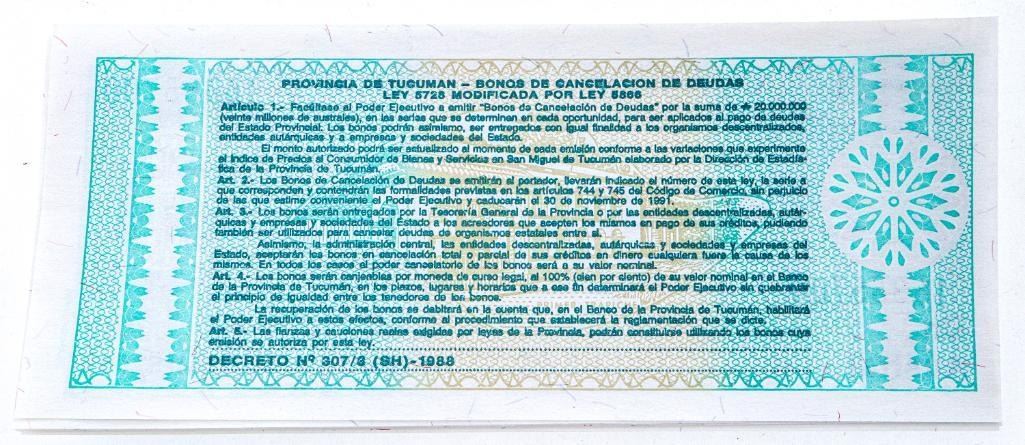 PROVINCIA DE TUCUMAN - BONOS DE CANCELACION DE DEUDAS
LEY 5728 MODIFICADA POR LEY 5866
Artículo 1.- Facúltase al Poder Ejecutivo a emitir "Bonos de Cancelación de Deudas" por la suma de ₳ 20.000.000
(veinte millones de australes), en las series que se determinen en cada oportunidad, para ser aplicados al pago de deudas
del Estado Provincial. Los bonos podrán asimismo, ser entregados con igual finalidad a los organismos descentralizados,
entidades autárquicas y a empresas y sociedades del Estado.
El monto autorizado podrá ser actualizado al momento de cada emisión conforme a las variaciones que experimente
el Indice de Precios al Consumidor de Bienes y Servicios en San Miguel de Tucumán elaborado por la Dirección de Estadís-
tica de la Provincia de Tucumán.
Art. 2.- Los Bonos de Cancelación de Deudas se emitirán al portador, llevarán indicado el número de esta ley, la serie a
que corresponden y contendrán las formalidades previstas en los artículos 744 y 745 del Código de Comercio, sin perjuicio
de las que estime conveniente el Poder Ejecutivo y caducarán el 30 de noviembre de 1991.
Art. 3.- Los bonos serán entregados por la Tesorería General de la Provincia o por las entidades descentralizadas, autár-
quicas y empresas y sociedades del Estado a los acreedores que acepten los mismos en pago de sus créditos, pudiendo
también ser utilizados para cancelar deudas de organismos estatales entre sí.
Asimismo, la administración central, las entidades descentralizadas, autárquicas y sociedades y empresas del
Estado, aceptarán los bonos en cancelación total o parcial de sus créditos en dinero cualquiera fuere la causa de los
mismos. En todos los casos el poder cancelatorio de los bonos será a su valor nominal.
Art. 4.- Los bonos serán canjeables por moneda de curso legal, al 100% (cien por ciento) de su valor nominal en el Banco
de la Provincia de Tucumán, en los plazos, lugares y horarios que a ese fin determinará el Poder Ejecutivo sin quebrantar
el principio de igualdad entre los tenedores de los bonos.
La recuperación de los bonos se debitará en la cuenta que, en el Banco de la Provincia de Tucumán, habilitará
el Poder Ejecutivo a estos efectos, conforme al procedimiento que establecerá la reglamentación que se dicte.
Art. 5.- Las fianzas y cauciones reales exigidas por leyes de la Provincia, podrán constituirse utilizando los bonos cuya
emisión se autoriza por esta ley.
DECRETO Nº 307/3 (SH)-1988